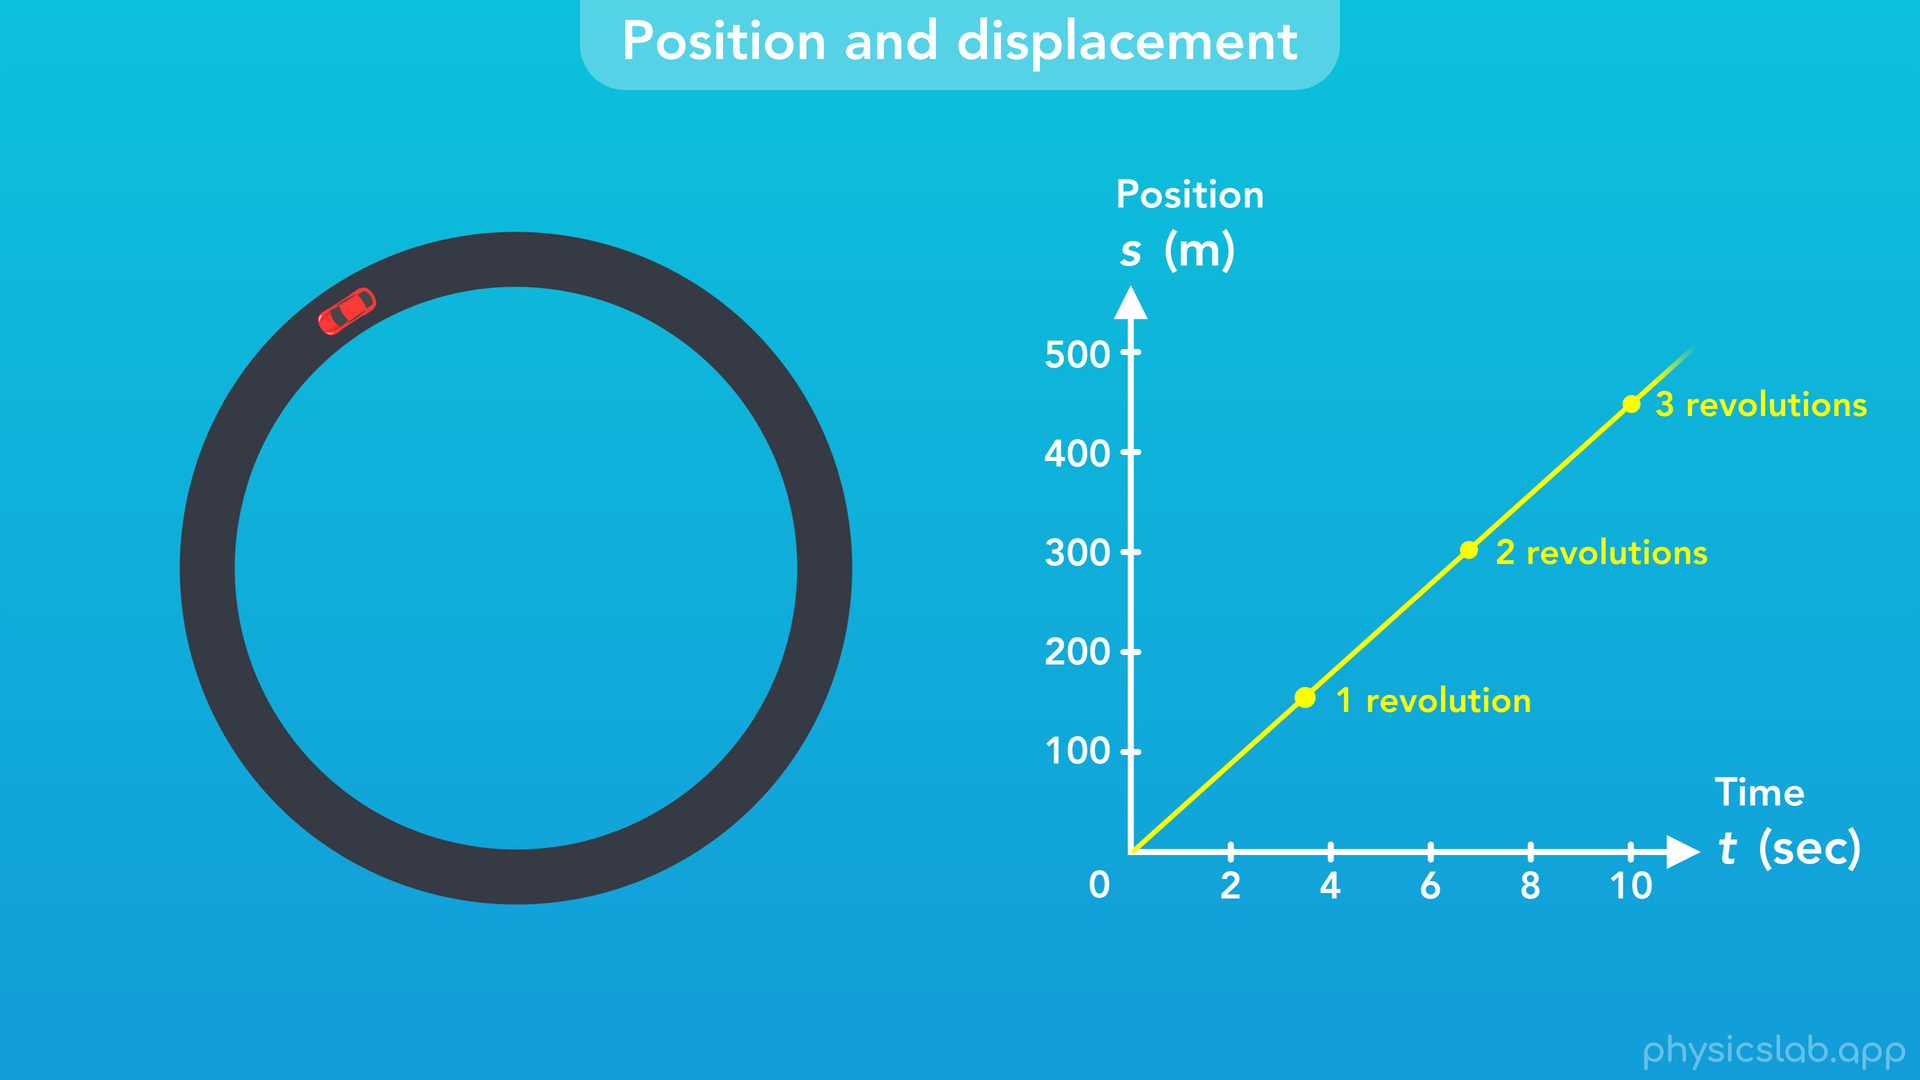 Position and displacement
Position
s (m)
500
400
300
200
100
0
2
4
6
8
10
3 revolutions
2 revolutions
1 revolution
Time
t (sec)
physicslab.app